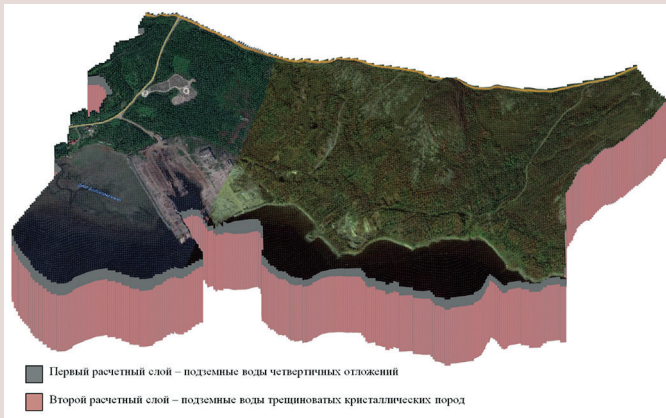 Первый расчетный слой – подземные воды четвертичных отложений
Второй расчетный слой – подземные воды трещиноватых кристаллических пород